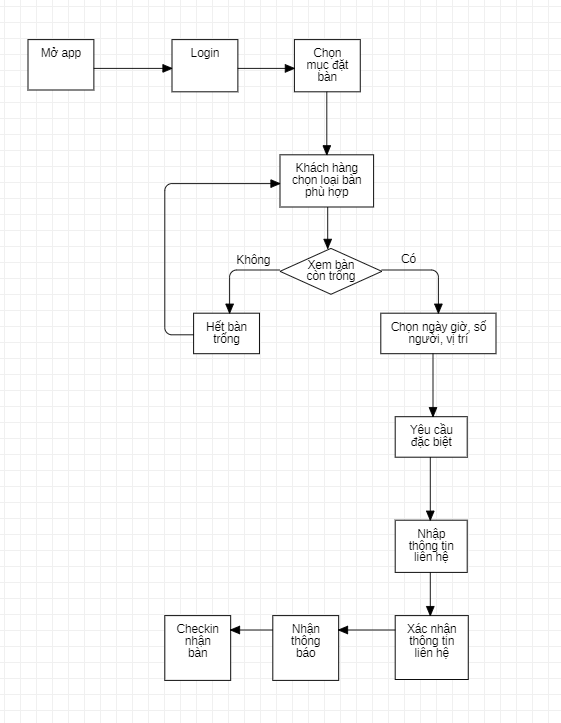 Mở app
Login
Chọn
mục đặt
bàn
Khách hàng
chọn loại bàn
phù hợp
Xem bàn
còn trống
Không
Có
Hết bàn
trống
Chọn ngày giờ, số
người, vị trí
Yêu cầu
đặc biệt
Nhập
thông tin
liên hệ
Xác nhận
thông tin
liên hệ
Nhận
thông
báo
Checkin
nhận
bàn